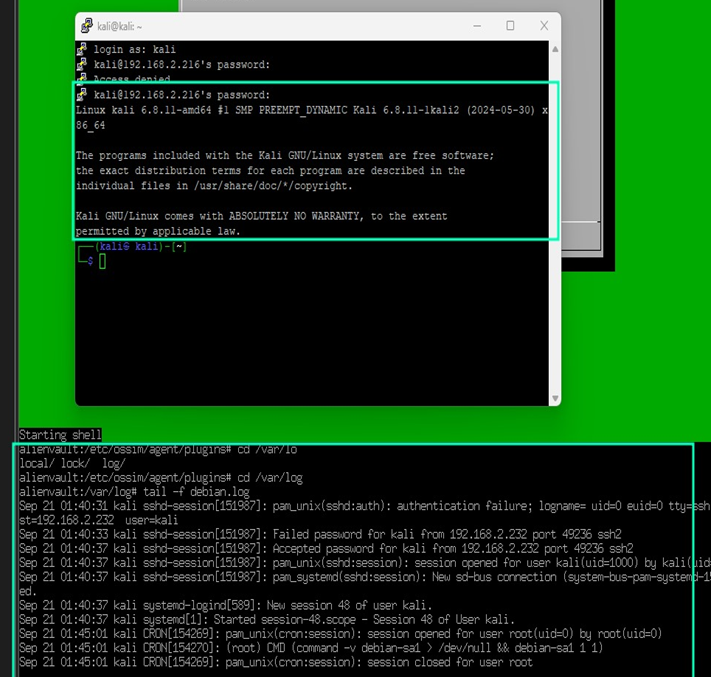 kali@kali: ~
login as: kali
kali@192.168.2.216's password:
Access denied
kali@192.168.2.216's password:
Linux kali 6.8.11-amd64 #1 SMP PREEMPT_DYNAMIC Kali 6.8.11-1kali2 (2024-05-30) x
86_64
The programs included with the Kali GNU/Linux system are free software;
the exact distribution terms for each program are described in the
individual files in /usr/share/doc/*/copyright.
Kali GNU/Linux comes with ABSOLUTELY NO WARRANTY, to the extent
permitted by applicable law.
┌──(kali㉿ kali)-[~]
└─$
Starting shell
alienvault:/etc/ossim/agent/plugins# cd /var/lo
local/ lock/ log/
alienvault:/etc/ossim/agent/plugins# cd /var/log
alienvault:/var/log# tail -f debian.log
Sep 21 01:40:31 kali sshd-session[151987]: pam_unix(sshd:auth): authentication failure; logname= uid=0 euid=0 tty=ssh
st=192.168.2.232 user=kali
Sep 21 01:40:33 kali sshd-session[151987]: Failed password for kali from 192.168.2.232 port 49236 ssh2
Sep 21 01:40:37 kali sshd-session[151987]: Accepted password for kali from 192.168.2.232 port 49236 ssh2
Sep 21 01:40:37 kali sshd-session[151987]: pam_unix(sshd:session): session opened for user kali(uid=1000) by kali(uid=
Sep 21 01:40:37 kali sshd-session[151987]: pam_systemd(sshd:session): New sd-bus connection (system-bus-pam-systemd-1
ed.
Sep 21 01:40:37 kali systemd-logind[589]: New session 48 of user kali.
Sep 21 01:40:37 kali systemd[1]: Started session-48.scope - Session 48 of User kali.
Sep 21 01:45:01 kali CRON[154269]: pam_unix(cron:session): session opened for user root(uid=0) by root(uid=0)
Sep 21 01:45:01 kali CRON[154270]: (root) CMD (command -v debian-sa1 > /dev/null && debian-sa1 1 1)
Sep 21 01:45:01 kali CRON[154269]: pam_unix(cron:session): session closed for user root